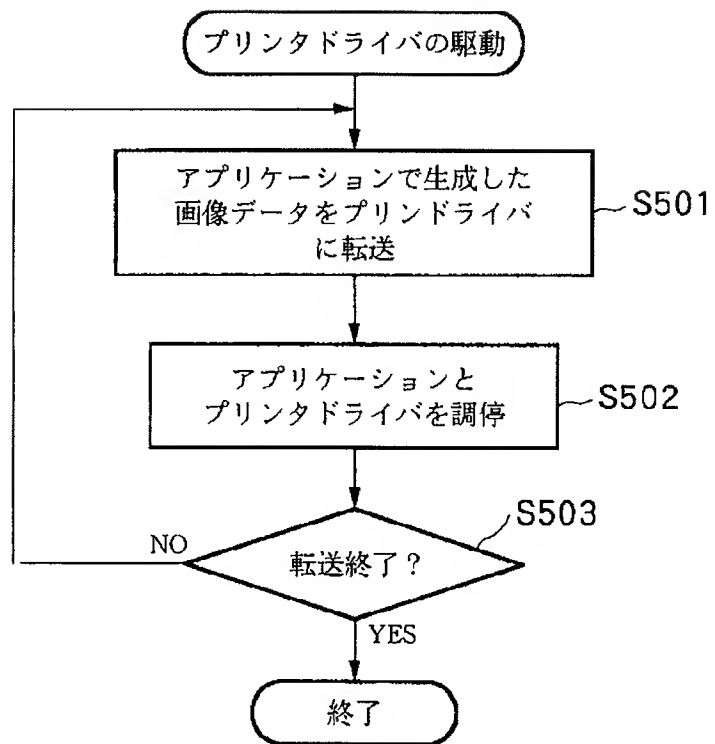 プリンタドライバの駆動
アプリケーションで生成した
画像データをプリンドライバ
に転送
S501
アプリケーションと
プリンタドライバを調停
S502
S503
NO
転送終了？
YES
終了